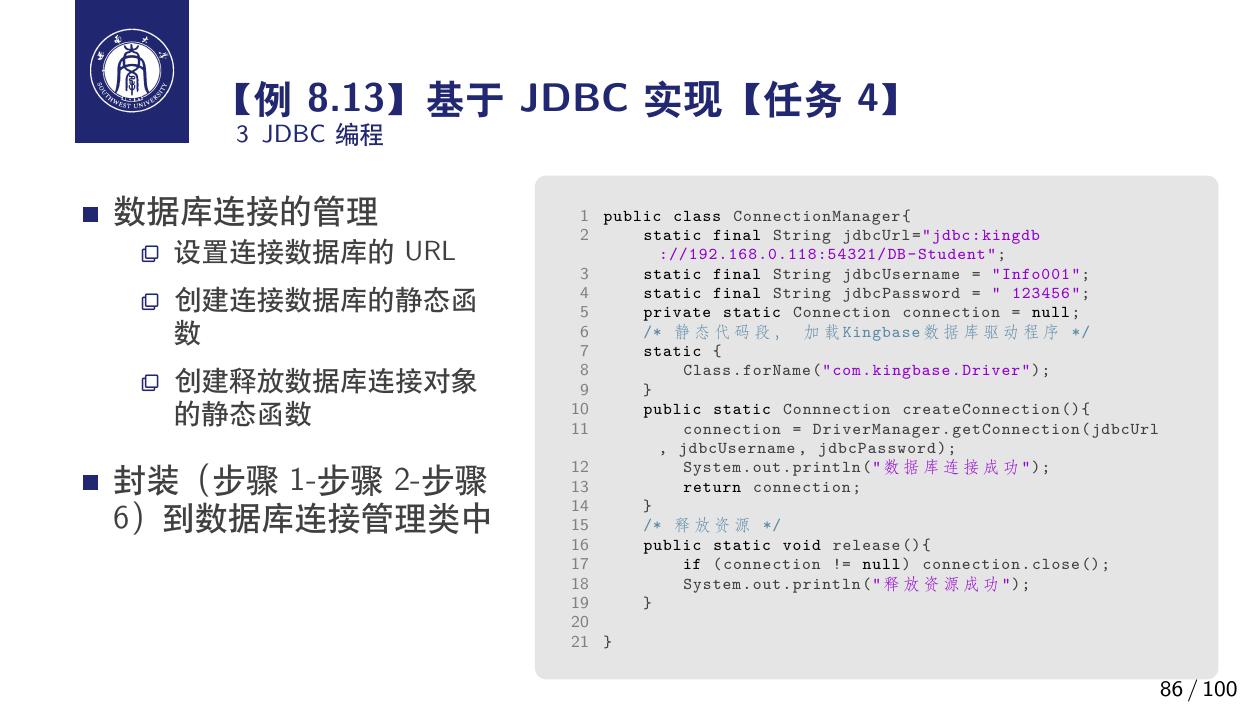 西南大学
SOUTHWEST UNIVERSITY
【例 8.13】基于 JDBC 实现【任务 4】
3 JDBC 编程
数据库连接的管理
设置连接数据库的 URL
创建连接数据库的静态函
数
创建释放数据库连接对象
的静态函数
封装（步骤 1-步骤 2-步骤
6）到数据库连接管理类中
1 public class ConnectionManager{
2 static final String jdbcUrl="jdbc:kingdb
://192.168.0.118:54321/DB-Student";
3 static final String jdbcUsername = "Info001";
4 static final String jdbcPassword = " 123456";
5 private static Connection connection = null;
6 /* 静态代码段， 加载Kingbase数据库驱动程序 */
7 static {
8 Class.forName("com.kingbase.Driver");
9 }
10 public static Connnection createConnection(){
11 connection = DriverManager.getConnection(jdbcUrl
, jdbcUsername, jdbcPassword);
12 System.out.println("数据库连接成功");
13 return connection;
14 }
15 /* 释放资源 */
16 public static void release(){
17 if (connection != null) connection.close();
18 System.out.println("释放资源成功");
19 }
20
21 }
86 / 100